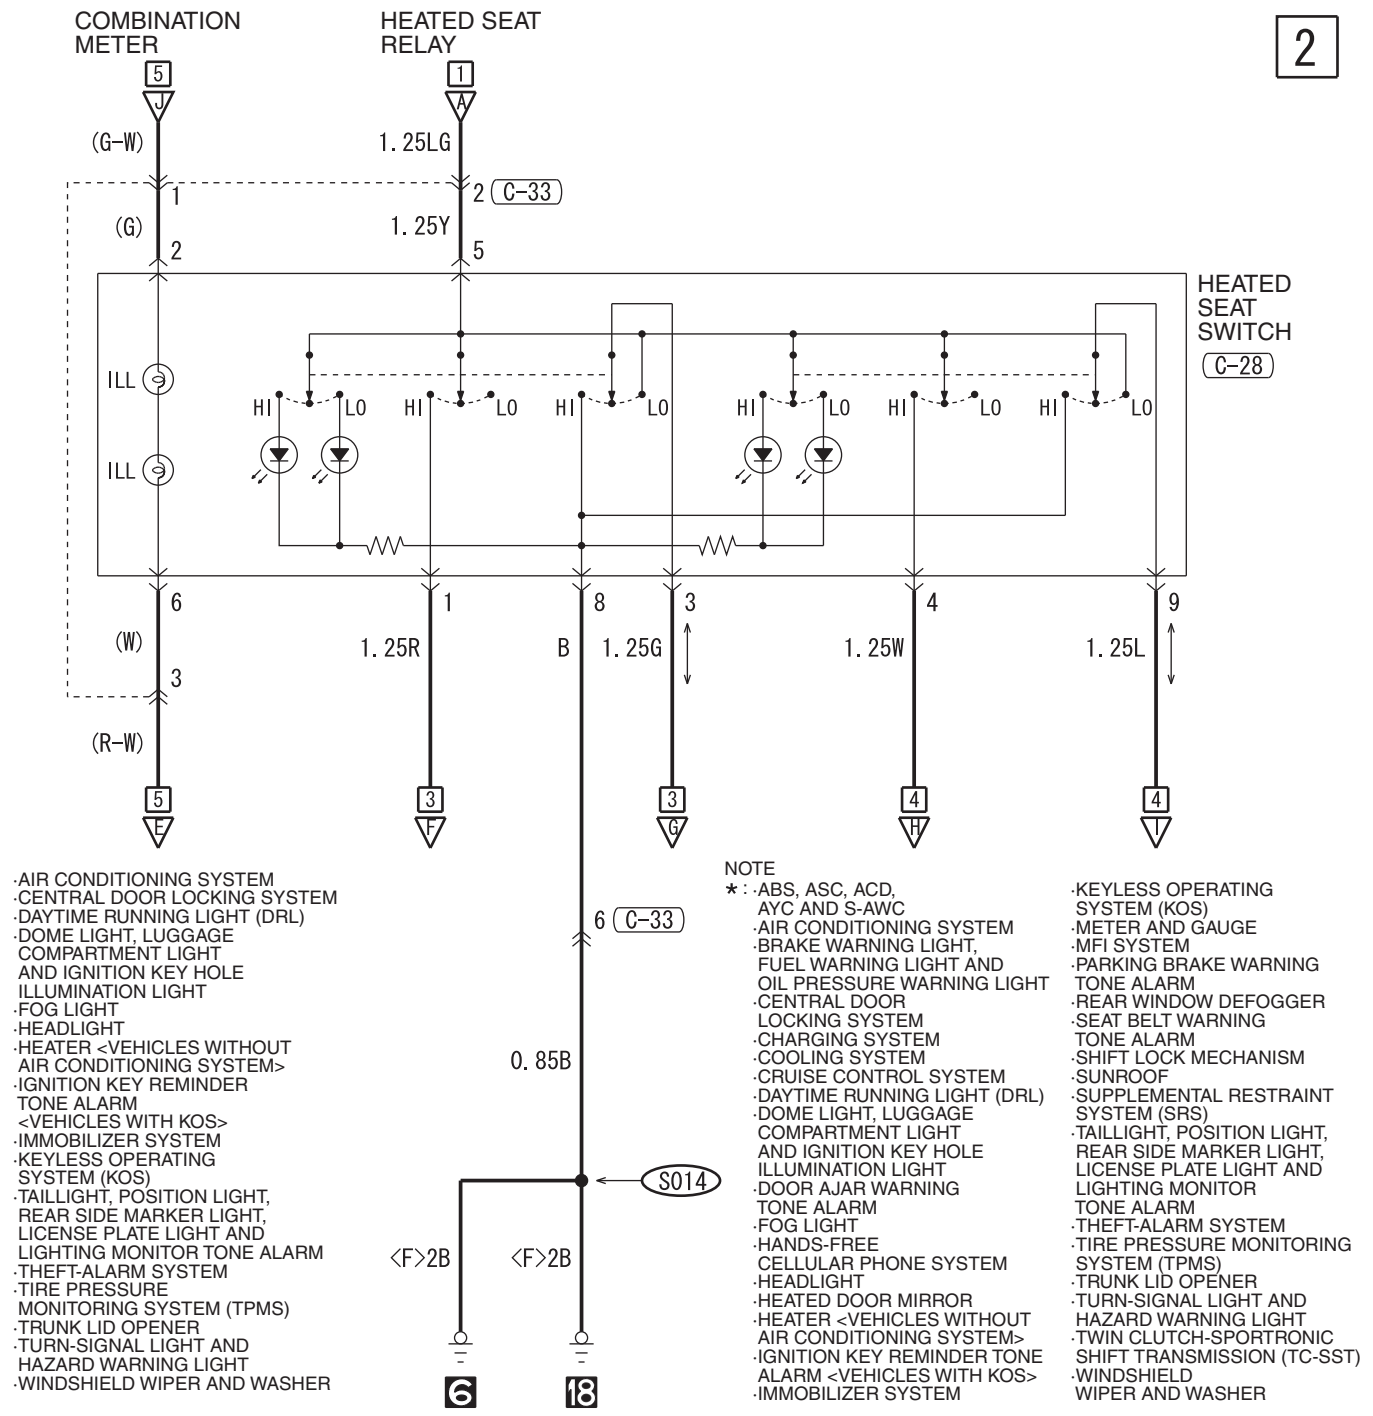 COMBINATION
METER
HEATED SEAT
RELAY
2
5
1
J
A
(G-W)
1.25LG
1
2
C-33
(G)
1.25Y
2
5
HEATED
SEAT
SWITCH
C-28
ILL
HI
LO
HI
LO
HI
LO
HI
LO
HI
LO
HI
LO
ILL
6
1
8
3
4
9
(W)
1.25R
B
1.25G
1.25W
1.25L
3
(R-W)
5
3
3
4
4
E
F
G
H
I
·AIR CONDITIONING SYSTEM
·CENTRAL DOOR LOCKING SYSTEM
·DAYTIME RUNNING LIGHT (DRL)
·DOME LIGHT, LUGGAGE
COMPARTMENT LIGHT
AND IGNITION KEY HOLE
ILLUMINATION LIGHT
·FOG LIGHT
·HEADLIGHT
·HEATER <VEHICLES WITHOUT
AIR CONDITIONING SYSTEM>
·IGNITION KEY REMINDER
TONE ALARM
<VEHICLES WITH KOS>
·IMMOBILIZER SYSTEM
·KEYLESS OPERATING
SYSTEM (KOS)
·TAILLIGHT, POSITION LIGHT,
REAR SIDE MARKER LIGHT,
LICENSE PLATE LIGHT AND
LIGHTING MONITOR TONE ALARM
·THEFT-ALARM SYSTEM
·TIRE PRESSURE
MONITORING SYSTEM (TPMS)
·TRUNK LID OPENER
·TURN-SIGNAL LIGHT AND
HAZARD WARNING LIGHT
·WINDSHIELD WIPER AND WASHER
6
C-33
0.85B
S014
<F>2B
<F>2B
6
18
NOTE
*: ·ABS, ASC, ACD,
AYC AND S-AWC
·AIR CONDITIONING SYSTEM
·BRAKE WARNING LIGHT,
FUEL WARNING LIGHT AND
OIL PRESSURE WARNING LIGHT
·CENTRAL DOOR
LOCKING SYSTEM
·CHARGING SYSTEM
·COOLING SYSTEM
·CRUISE CONTROL SYSTEM
·DAYTIME RUNNING LIGHT (DRL)
·DOME LIGHT, LUGGAGE
COMPARTMENT LIGHT
AND IGNITION KEY HOLE
ILLUMINATION LIGHT
·DOOR AJAR WARNING
TONE ALARM
·FOG LIGHT
·HANDS-FREE
CELLULAR PHONE SYSTEM
·HEADLIGHT
·HEATED DOOR MIRROR
·HEATER <VEHICLES WITHOUT
AIR CONDITIONING SYSTEM>
·IGNITION KEY REMINDER TONE
ALARM <VEHICLES WITH KOS>
·IMMOBILIZER SYSTEM
·KEYLESS OPERATING
SYSTEM (KOS)
·METER AND GAUGE
·MFI SYSTEM
·PARKING BRAKE WARNING
TONE ALARM
·REAR WINDOW DEFOGGER
·SEAT BELT WARNING
TONE ALARM
·SHIFT LOCK MECHANISM
·SUNROOF
·SUPPLEMENTAL RESTRAINT
SYSTEM (SRS)
·TAILLIGHT, POSITION LIGHT,
REAR SIDE MARKER LIGHT,
LICENSE PLATE LIGHT AND
LIGHTING MONITOR
TONE ALARM
·THEFT-ALARM SYSTEM
·TIRE PRESSURE MONITORING
SYSTEM (TPMS)
·TRUNK LID OPENER
·TURN-SIGNAL LIGHT AND
HAZARD WARNING LIGHT
·TWIN CLUTCH-SPORTRONIC
SHIFT TRANSMISSION (TC-SST)
·WINDSHIELD
WIPER AND WASHER